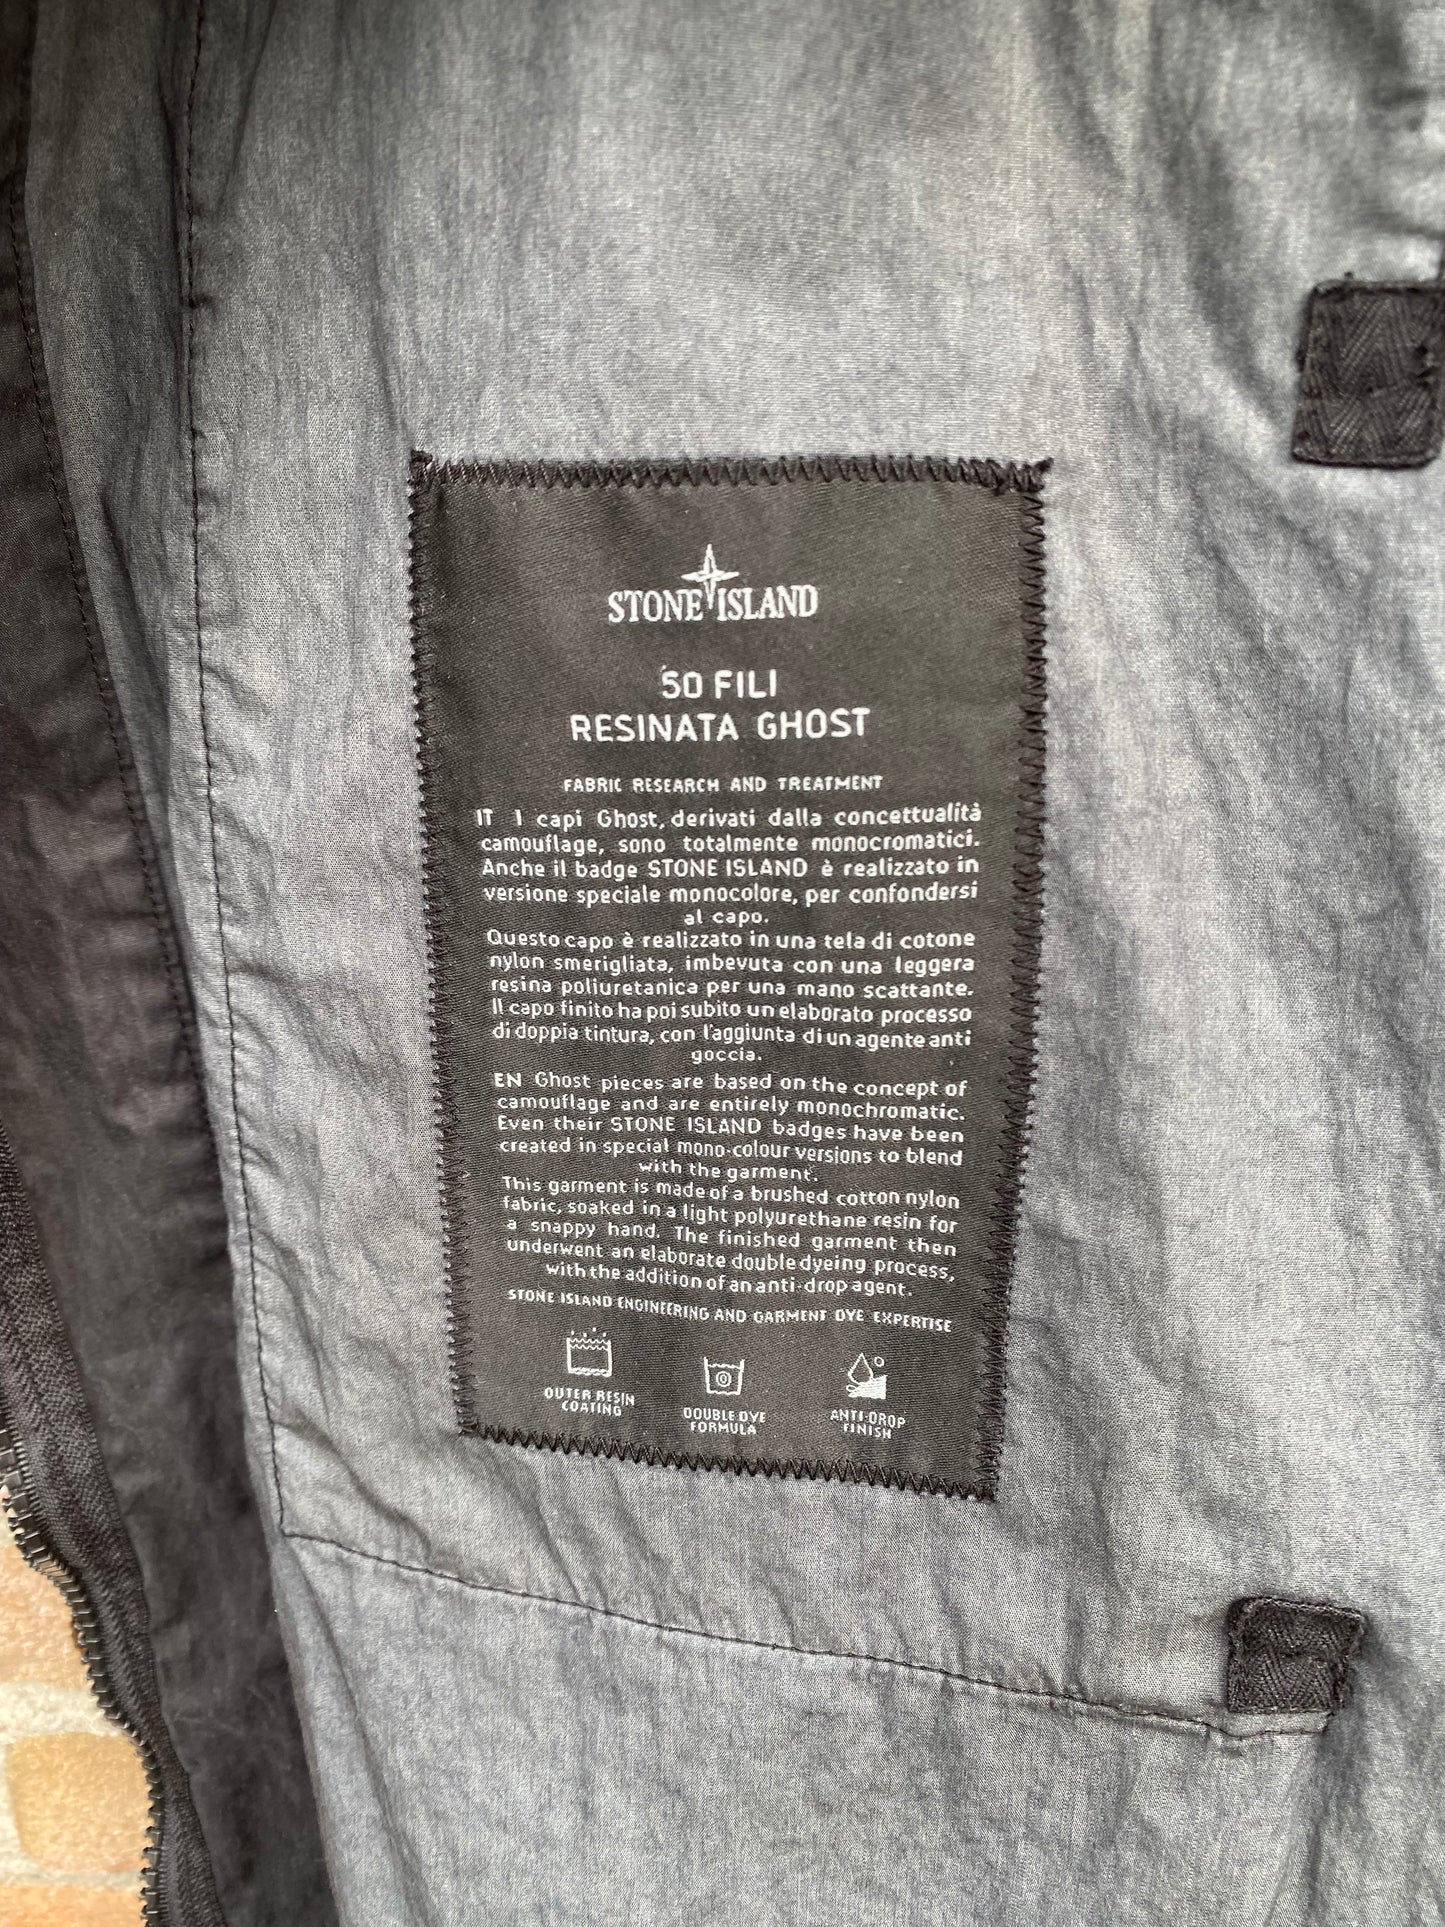 STONE ISLAND
50 FILI
RESINATA GHOST
FABRIC RESEARCH AND TREATMENT
IT I capi Ghost, derivati dalla concettualità
camouflage, sono totalmente monocromatici.
Anche il badge STONE ISLAND è realizzato in
versione speciale monocolore, per confondersi
al capo.
Questo capo è realizzato in una tela di cotone
nylon smerigliata, imbevuta con una leggera
resina poliuretanica per una mano scattante.
Il capo finito ha poi subito un elaborato processo
di doppia tintura, con l'aggiunta di un agente anti
goccia.
EN Ghost pieces are based on the concept of
camouflage and are entirely monochromatic.
Even their STONE ISLAND badges have been
created in special mono-colour versions to blend
with the garment.
This garment is made of a brushed cotton nylon
fabric, soaked in a light polyurethane resin for
a snappy hand. The finished garment then
underwent an elaborate double dyeing process,
with the addition of an anti-drop agent.
STONE ISLAND ENGINEERING AND GARMENT DYE EXPERTISE
OUTER RESIN
COATING
DOUBLE DYE
FORMULA
ANTI-DROP
FINISH